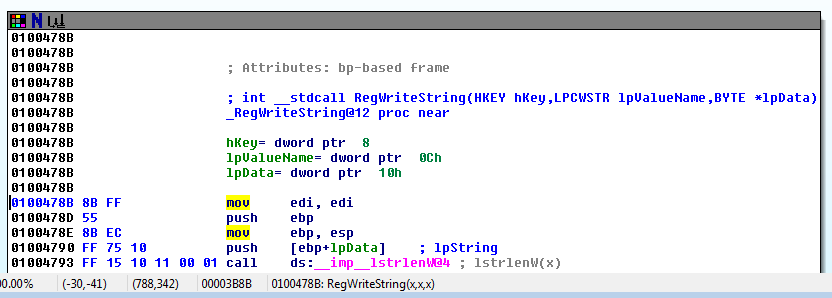 0100478B
0100478B
0100478B ; Attributes: bp-based frame
0100478B
0100478B ; int __stdcall RegWriteString(HKEY hKey,LPCWSTR lpValueName,BYTE *lpData)
0100478B _RegWriteString@12 proc near
0100478B
0100478B hKey= dword ptr 8
0100478B lpValueName= dword ptr 0Ch
0100478B lpData= dword ptr 10h
0100478B
0100478B 8B FF mov edi, edi
0100478D 55 push ebp
0100478E 8B EC mov ebp, esp
01004790 FF 75 10 push [ebp+lpData] ; lpString
01004793 FF 15 10 11 00 01 call ds:__imp__lstrlenW@4 ; lstrlenW(x)
00.00% (-30,-41) (788,342) 00003B8B 0100478B: RegWriteString(x,x,x)